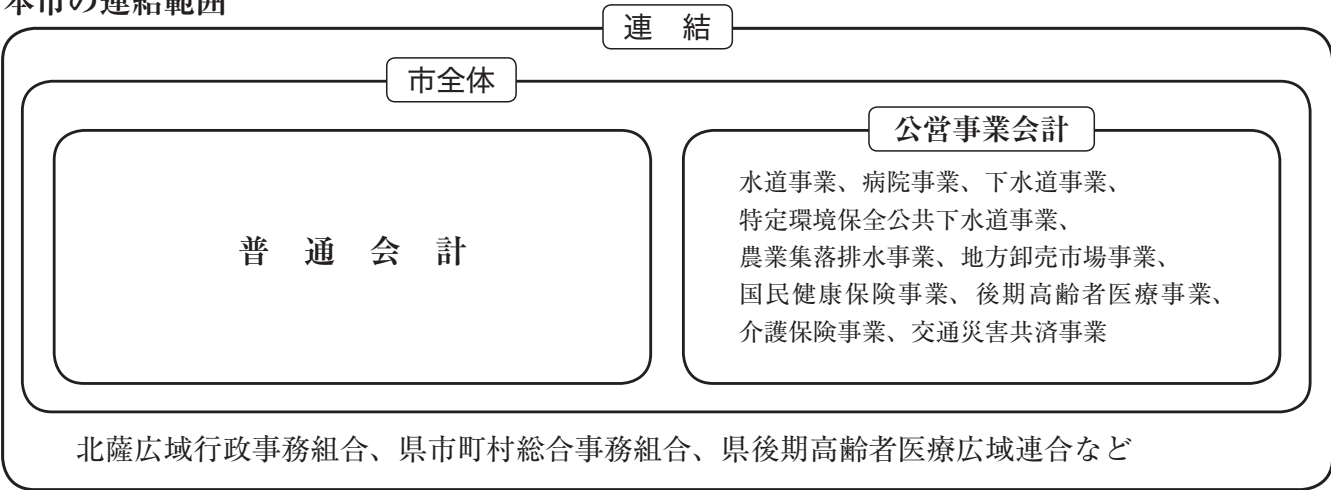 本市の連結範囲
連結
市全体
公営事業会計
普通会計
水道事業、病院事業、下水道事業、
特定環境保全公共下水道事業、
農業集落排水事業、地方卸売市場事業、
国民健康保険事業、後期高齢者医療事業、
介護保険事業、交通災害共済事業
北薩広域行政事務組合、県市町村総合事務組合、県後期高齢者医療広域連合など